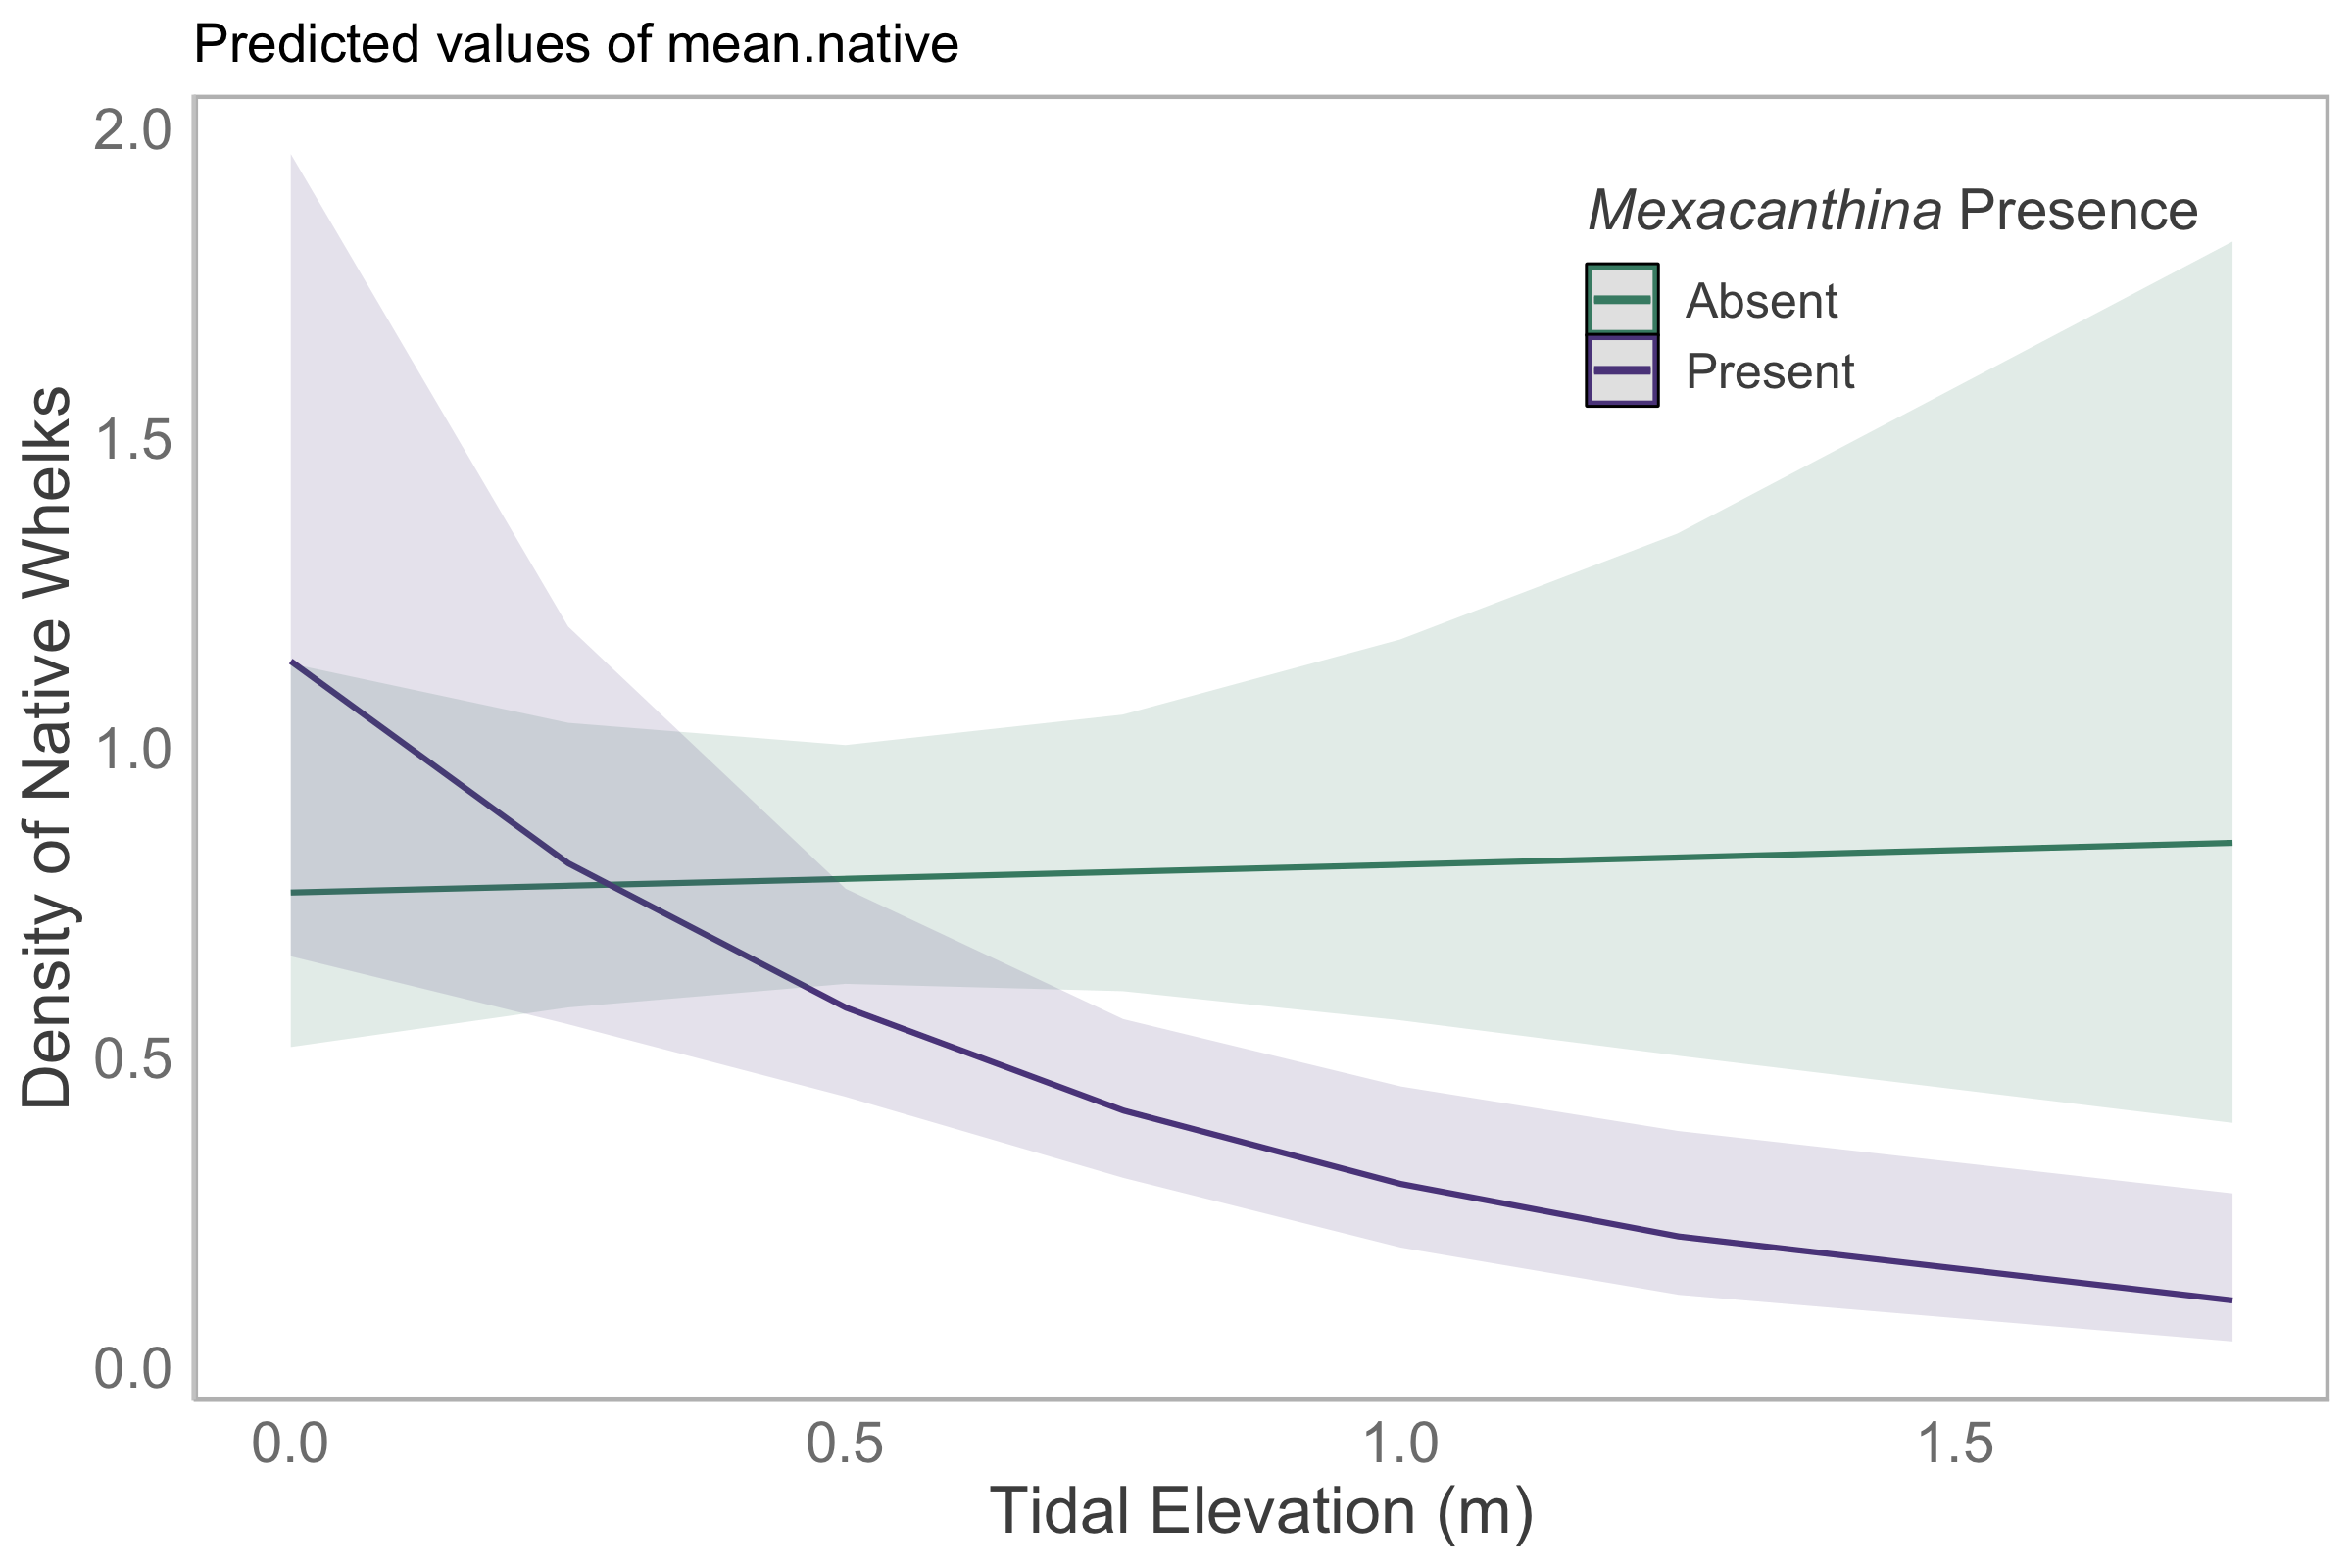 Predicted values of mean.native
2.0
1.5
1.0
0.5
0.0
Density of Native Whelks
Mexacanthina Presence
Absent
Present
0.0 0.5 1.0 1.5
Tidal Elevation (m)